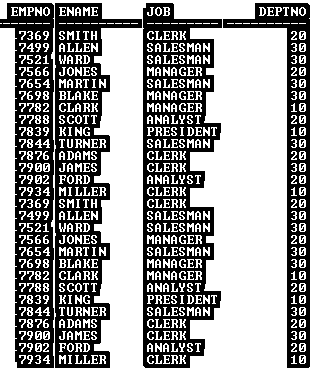 EMPNO ENAME JOB DEPTNO
7369 SMITH CLERK 20
7499 ALLEN SALESMAN 30
7521 WARD SALESMAN 30
7566 JONES MANAGER 20
7654 MARTIN SALESMAN 30
7698 BLAKE MANAGER 30
7782 CLARK MANAGER 10
7788 SCOTT ANALYST 20
7839 KING PRESIDENT 10
7844 TURNER SALESMAN 30
7876 ADAMS CLERK 20
7900 JAMES CLERK 30
7902 FORD ANALYST 20
7934 MILLER CLERK 10
7369 SMITH CLERK 20
7499 ALLEN SALESMAN 30
7521 WARD SALESMAN 30
7566 JONES MANAGER 20
7654 MARTIN SALESMAN 30
7698 BLAKE MANAGER 30
7782 CLARK MANAGER 10
7788 SCOTT ANALYST 20
7839 KING PRESIDENT 10
7844 TURNER SALESMAN 30
7876 ADAMS CLERK 20
7900 JAMES CLERK 30
7902 FORD ANALYST 20
7934 MILLER CLERK 10